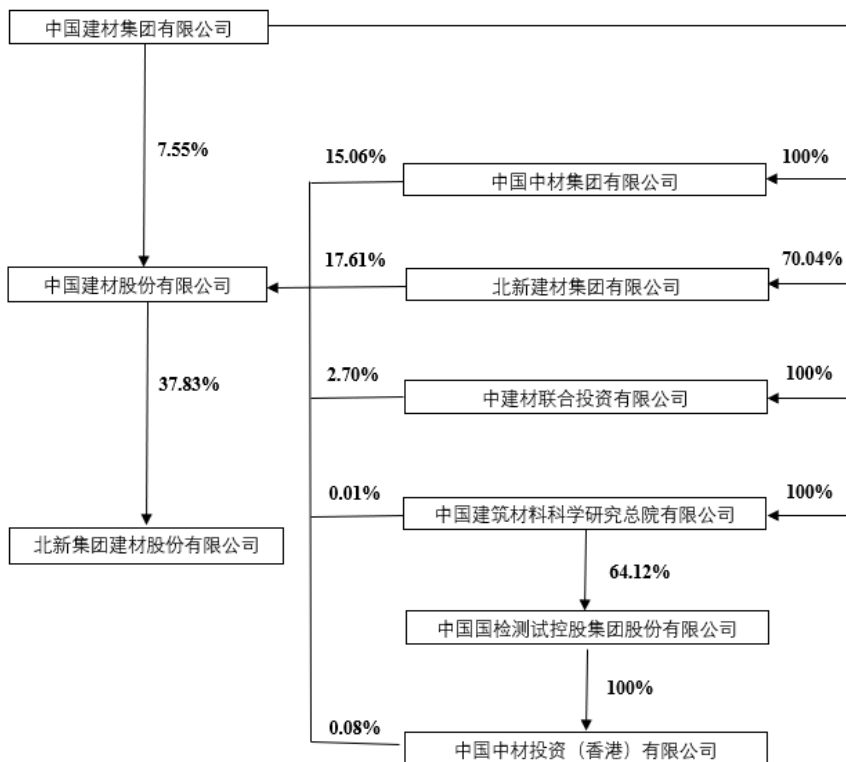 中国建材集团有限公司
7.55%
15.06%
中国中材集团有限公司
100%
中国建材股份有限公司
17.61%
北新建材集团有限公司
70.04%
37.83%
2.70%
中建材联合投资有限公司
100%
0.01%
中国建筑材料科学研究总院有限公司
100%
北新集团建材股份有限公司
64.12%
中国国检测试控股集团股份有限公司
100%
0.08%
中国中材投资（香港）有限公司